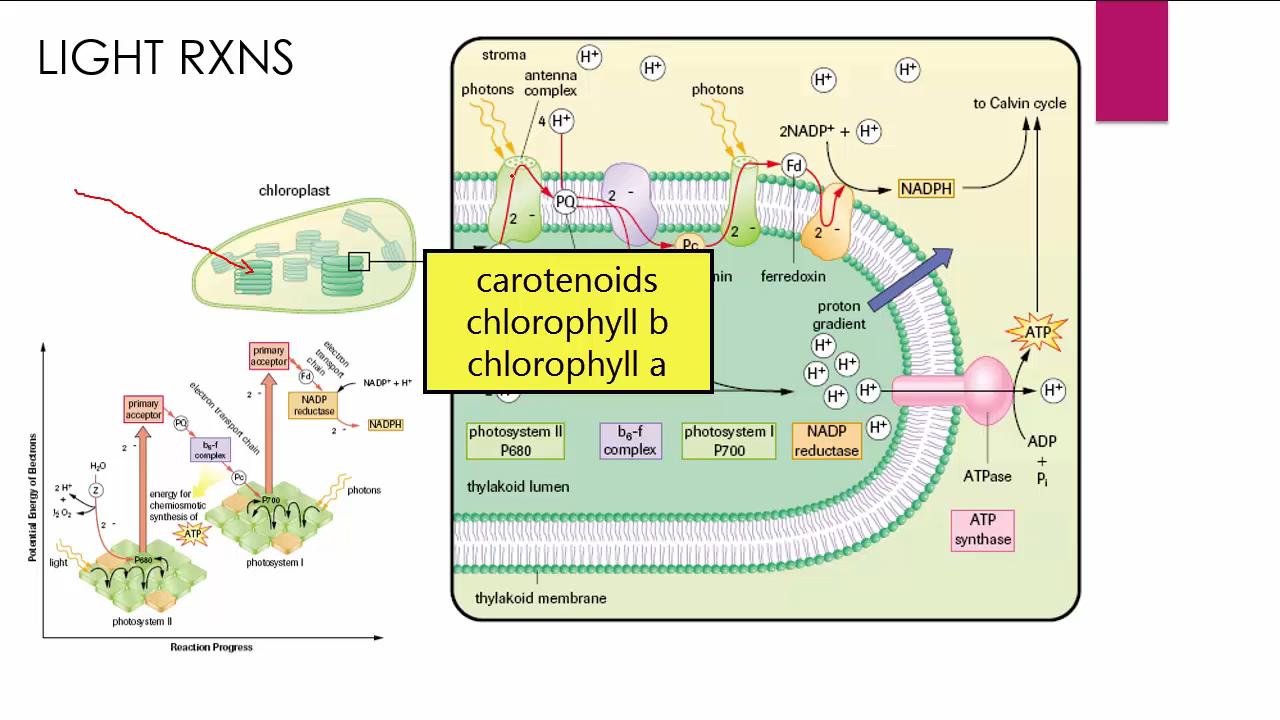 LIGHT RXNS
chloroplast
stroma
H⁺
H⁺
H⁺
H⁺
antenna
complex
photons
photons
4 H⁺
to Calvin cycle
2NADP⁺ + H⁺
Fd
NADPH
PQ
2 -
2 -
2 -
2 -
Pc
ferredoxin
carotenoids
chlorophyll b
chlorophyll a
proton
gradient
H⁺
H⁺
H⁺
H⁺
H⁺
H⁺
H⁺
H⁺
ATP
ADP
+
Pi
ATPase
photosystem II
P680
b₆-f
complex
photosystem I
P700
NADP
reductase
thylakoid lumen
ATP
synthase
thylakoid membrane
Potential Energy of Electrons
primary
acceptor
electron
transport
chain
Fd
NADP⁺ + H⁺
2 -
NADP
reductase
2 -
NADPH
primary
acceptor
electron transport chain
PQ
2 -
b₆-f
complex
Pc
H₂O
Z
2 H⁺
+
½ O₂
2 -
energy for
chemiosmotic
synthesis of
ATP
P700
photons
photosystem I
light
P680
photosystem II
Reaction Progress